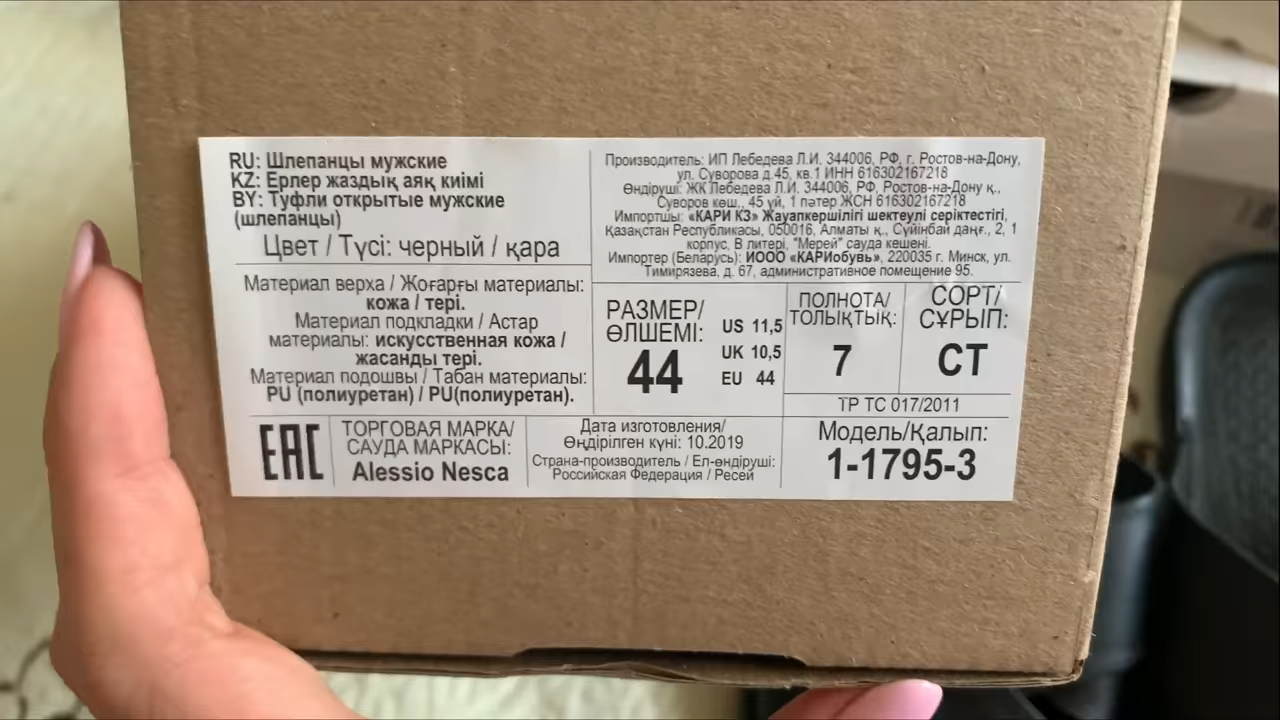 RU: Шлепанцы мужские
KZ: Ерлер жаздық аяқ киімі
BY: Туфли открытые мужские
(шлепанцы)
Цвет / Түсі: черный / қара
Материал верха / Жоғарғы материалы:
кожа / тері.
Материал подкладки / Астар
материалы: искусственная кожа /
жасанды тері.
Материал подошвы / Табан материалы:
PU (полиуретан) / PU(полиуретан).
Производитель: ИП Лебедева Л.И. 344006, РФ, г. Ростов-на-Дону,
ул. Суворова д.45, кв.1 ИНН 616302167218
Өндіруші: ЖК Лебедева Л.И. 344006, РФ, Ростов-на-Дону қ.,
Суворов көш., 45 үй, 1 пәтер ЖСН 616302167218
Импортшы: «КАРИ КЗ» Жауапкершілігі шектеулі серіктестігі,
Қазақстан Республикасы, 050016, Алматы қ., Сүйінбай даңғ., 2, 1
корпус, В литері, "Мерей" сауда кешені.
Импортер (Беларусь): ИООО «КАРИобувь», 220035 г. Минск, ул.
Тимирязева, д. 67, административное помещение 95.
РАЗМЕР/
ӨЛШЕМІ:
44
US 11,5
UK 10,5
EU 44
ПОЛНОТА/
ТОЛЫҚТЫҚ:
7
СОРТ/
СҰРЫП:
СТ
ТР ТС 017/2011
EAC
ТОРГОВАЯ МАРКА/
САУДА МАРКАСЫ:
Alessio Nesca
Дата изготовления/
Өңдірілген күні: 10.2019
Страна-производитель / Ел-өндіруші:
Российская Федерация / Ресей
Модель/Қалып:
1-1795-3